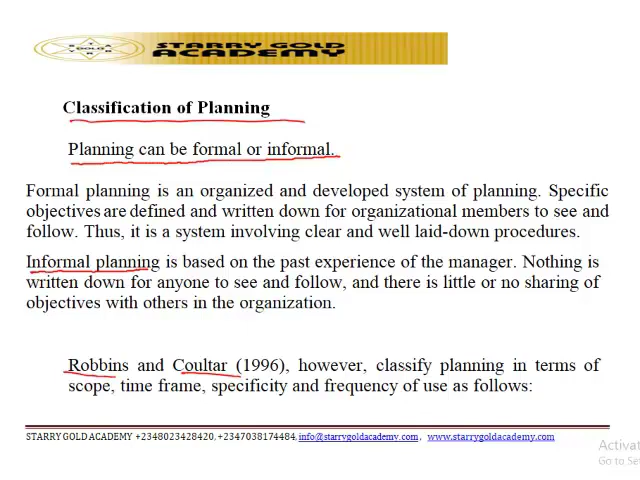 STARRY GOLD
ACADEMY
Classification of Planning
Planning can be formal or informal.
Formal planning is an organized and developed system of planning. Specific
objectives are defined and written down for organizational members to see and
follow. Thus, it is a system involving clear and well laid-down procedures.
Informal planning is based on the past experience of the manager. Nothing is
written down for anyone to see and follow, and there is little or no sharing of
objectives with others in the organization.
Robbins and Coultar (1996), however, classify planning in terms of
scope, time frame, specificity and frequency of use as follows:
STARRY GOLD ACADEMY +2348023428420, +2347038174484, info@starrygoldacademy.com, www.starrygoldacademy.com
Activat
Go to Set